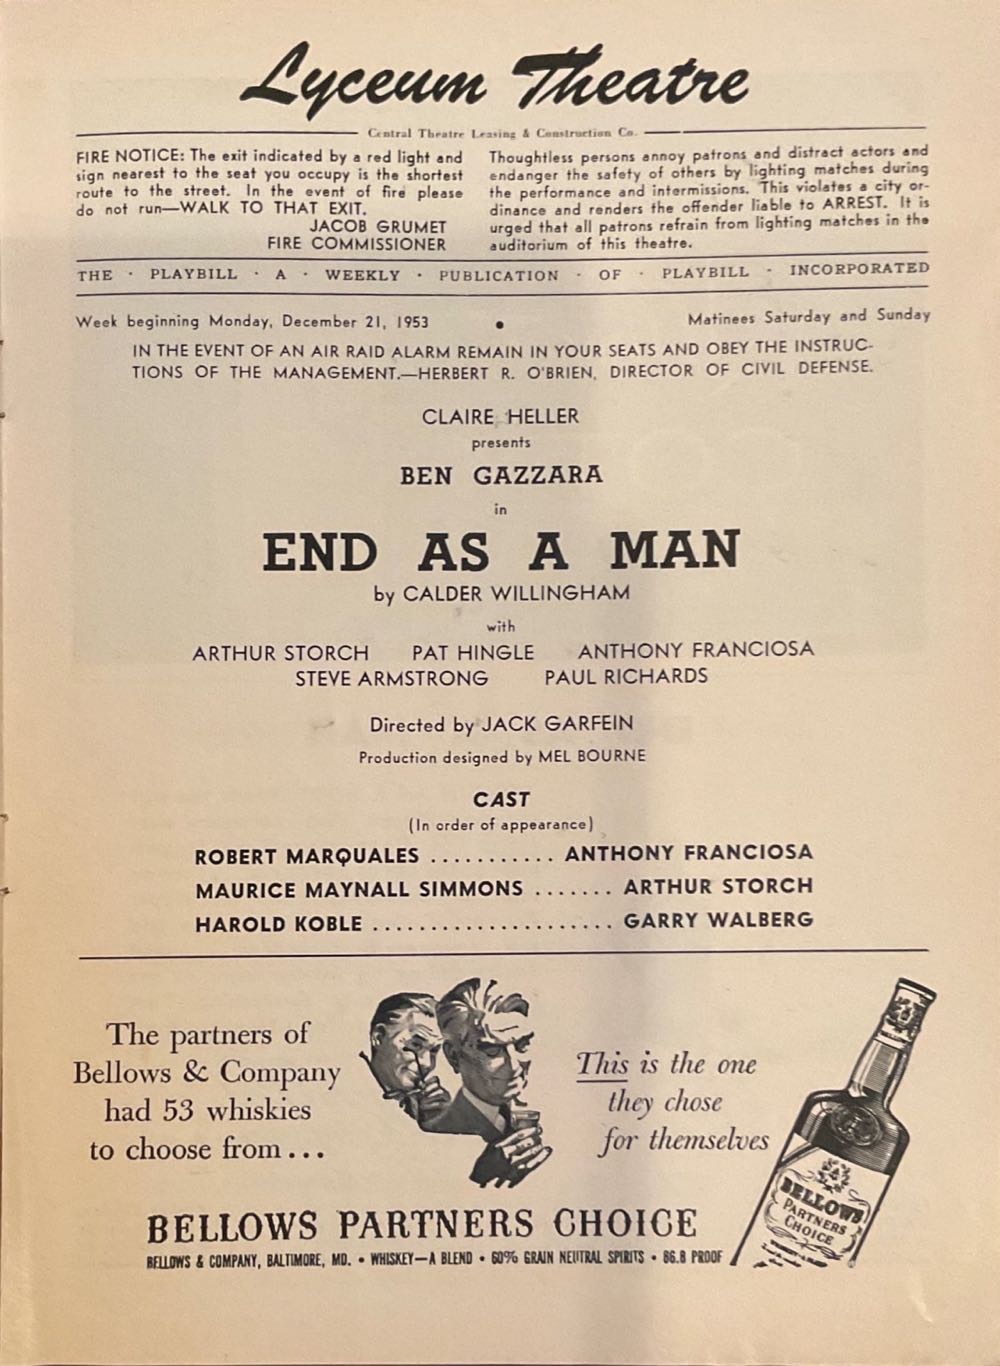 Lyceum Theatre
Central Theatre Leasing & Construction Co.
FIRE NOTICE: The exit indicated by a red light and
sign nearest to the seat you occupy is the shortest
route to the street. In the event of fire please
do not run—WALK TO THAT EXIT.
JACOB GRUMET
FIRE COMMISSIONER
Thoughtless persons annoy patrons and distract actors and
endanger the safety of others by lighting matches during
the performance and intermissions. This violates a city or-
dinance and renders the offender liable to ARREST. It is
urged that all patrons refrain from lighting matches in the
auditorium of this theatre.
THE · PLAYBILL · A · WEEKLY · PUBLICATION · OF · PLAYBILL · INCORPORATED
Week beginning Monday, December 21, 1953 • Matinees Saturday and Sunday
IN THE EVENT OF AN AIR RAID ALARM REMAIN IN YOUR SEATS AND OBEY THE INSTRUC-
TIONS OF THE MANAGEMENT.—HERBERT R. O'BRIEN, DIRECTOR OF CIVIL DEFENSE.
CLAIRE HELLER
presents
BEN GAZZARA
in
END AS A MAN
by CALDER WILLINGHAM
with
ARTHUR STORCH PAT HINGLE ANTHONY FRANCIOSA
STEVE ARMSTRONG PAUL RICHARDS
Directed by JACK GARFEIN
Production designed by MEL BOURNE
CAST
(In order of appearance)
ROBERT MARQUALES ........... ANTHONY FRANCIOSA
MAURICE MAYNALL SIMMONS ....... ARTHUR STORCH
HAROLD KOBLE ..................... GARRY WALBERG
The partners of
Bellows & Company
had 53 whiskies
to choose from...
This is the one
they chose
for themselves
BELLOWS
PARTNERS
CHOICE
BELLOWS PARTNERS CHOICE
BELLOWS & COMPANY, BALTIMORE, MD. • WHISKEY—A BLEND • 60% GRAIN NEUTRAL SPIRITS • 86.8 PROOF